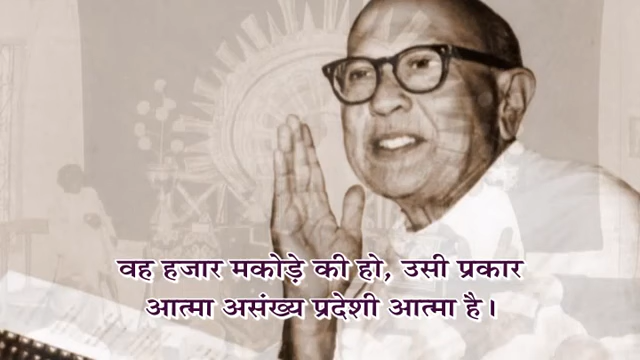 वह हजार मकोड़े की हो, उसी प्रकार
आत्मा असंख्य प्रदेशी आत्मा है।